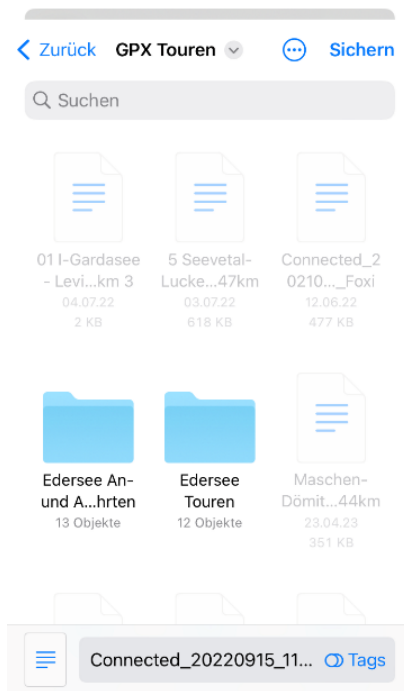 Zurück GPX Touren Sichern
Suchen
01 I-Gardasee
- Levi...km 3
04.07.22
2 KB
5 Seevetal-
Lucke...47km
03.07.22
618 KB
Connected_2
0210..._Foxi
12.06.22
477 KB
Edersee An-
und A...hrten
13 Objekte
Edersee
Touren
12 Objekte
Maschen-
Dömit...44km
23.04.23
351 KB
Connected_20220915_11... Tags